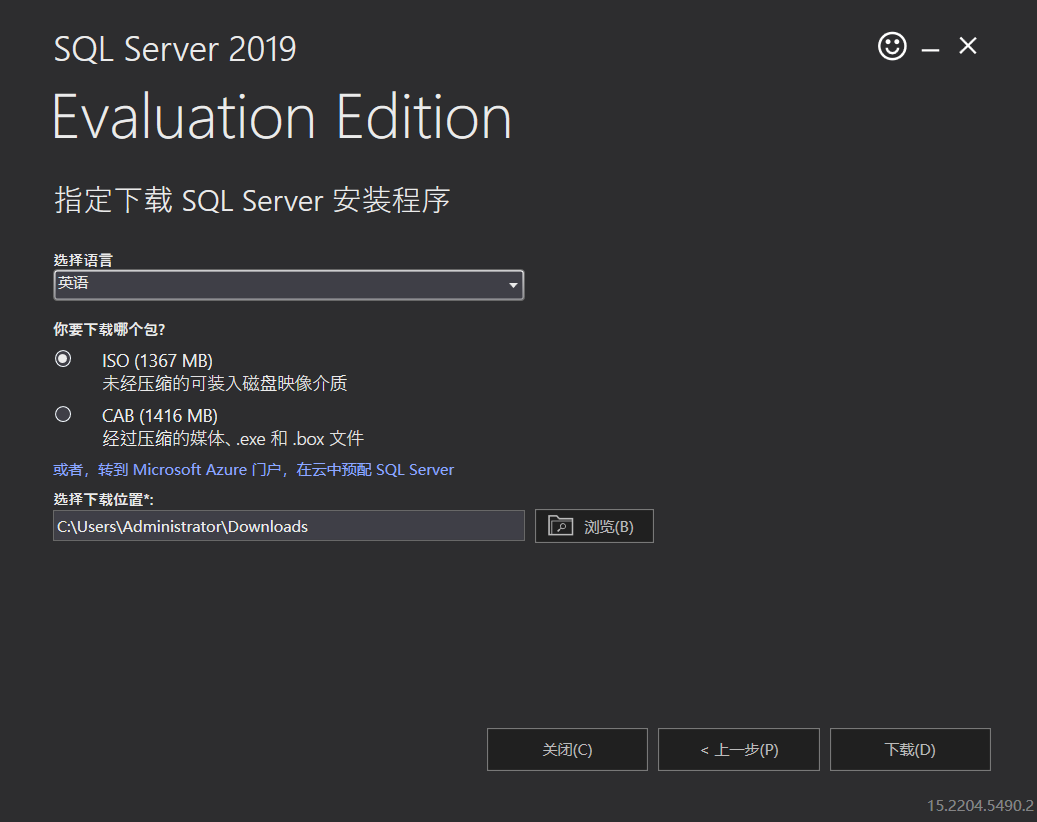 SQL Server 2019
Evaluation Edition
指定下载 SQL Server 安装程序
选择语言
英语
你要下载哪个包?
ISO (1367 MB)
未经压缩的可装入磁盘映像介质
CAB (1416 MB)
经过压缩的媒体、.exe 和 .box 文件
或者，转到 Microsoft Azure 门户，在云中预配 SQL Server
选择下载位置*:
C:\Users\Administrator\Downloads
浏览(B)
关闭(C)
< 上一步(P)
下载(D)
15.2204.5490.2